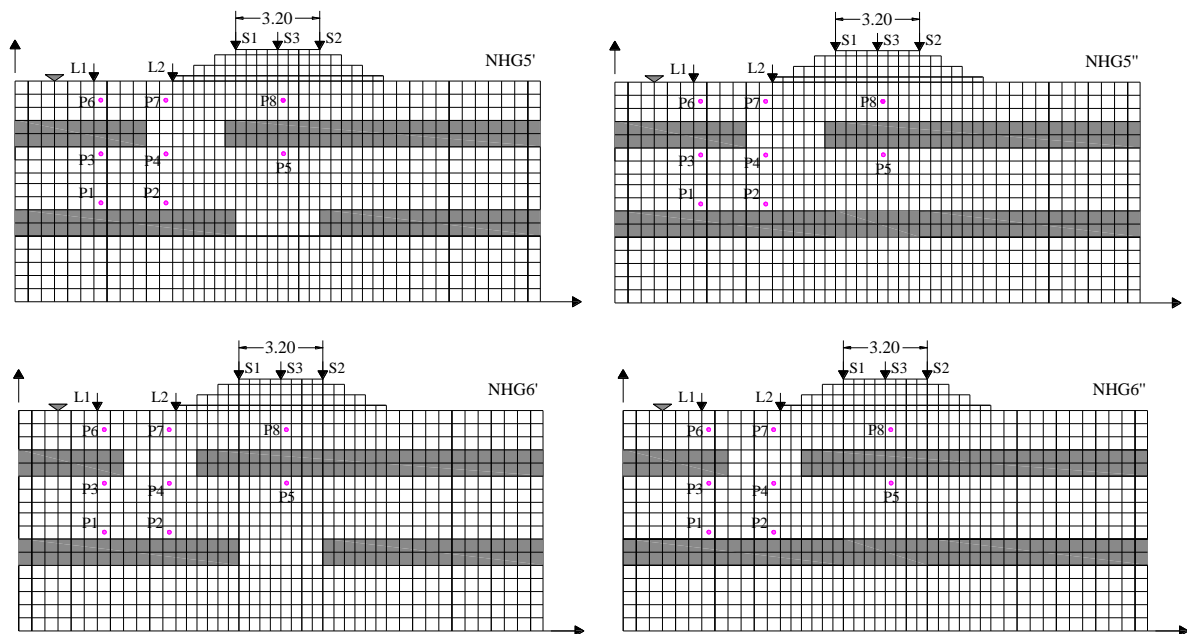 3.20
S1 S3 S2
L1 L2 NHG5'
P6 P7 P8
P3 P4 P5
P1 P2
3.20
S1 S3 S2
L1 L2 NHG5"
P6 P7 P8
P3 P4 P5
P1 P2
3.20
S1 S3 S2
L1 L2 NHG6'
P6 P7 P8
P3 P4 P5
P1 P2
3.20
S1 S3 S2
L1 L2 NHG6"
P6 P7 P8
P3 P4 P5
P1 P2